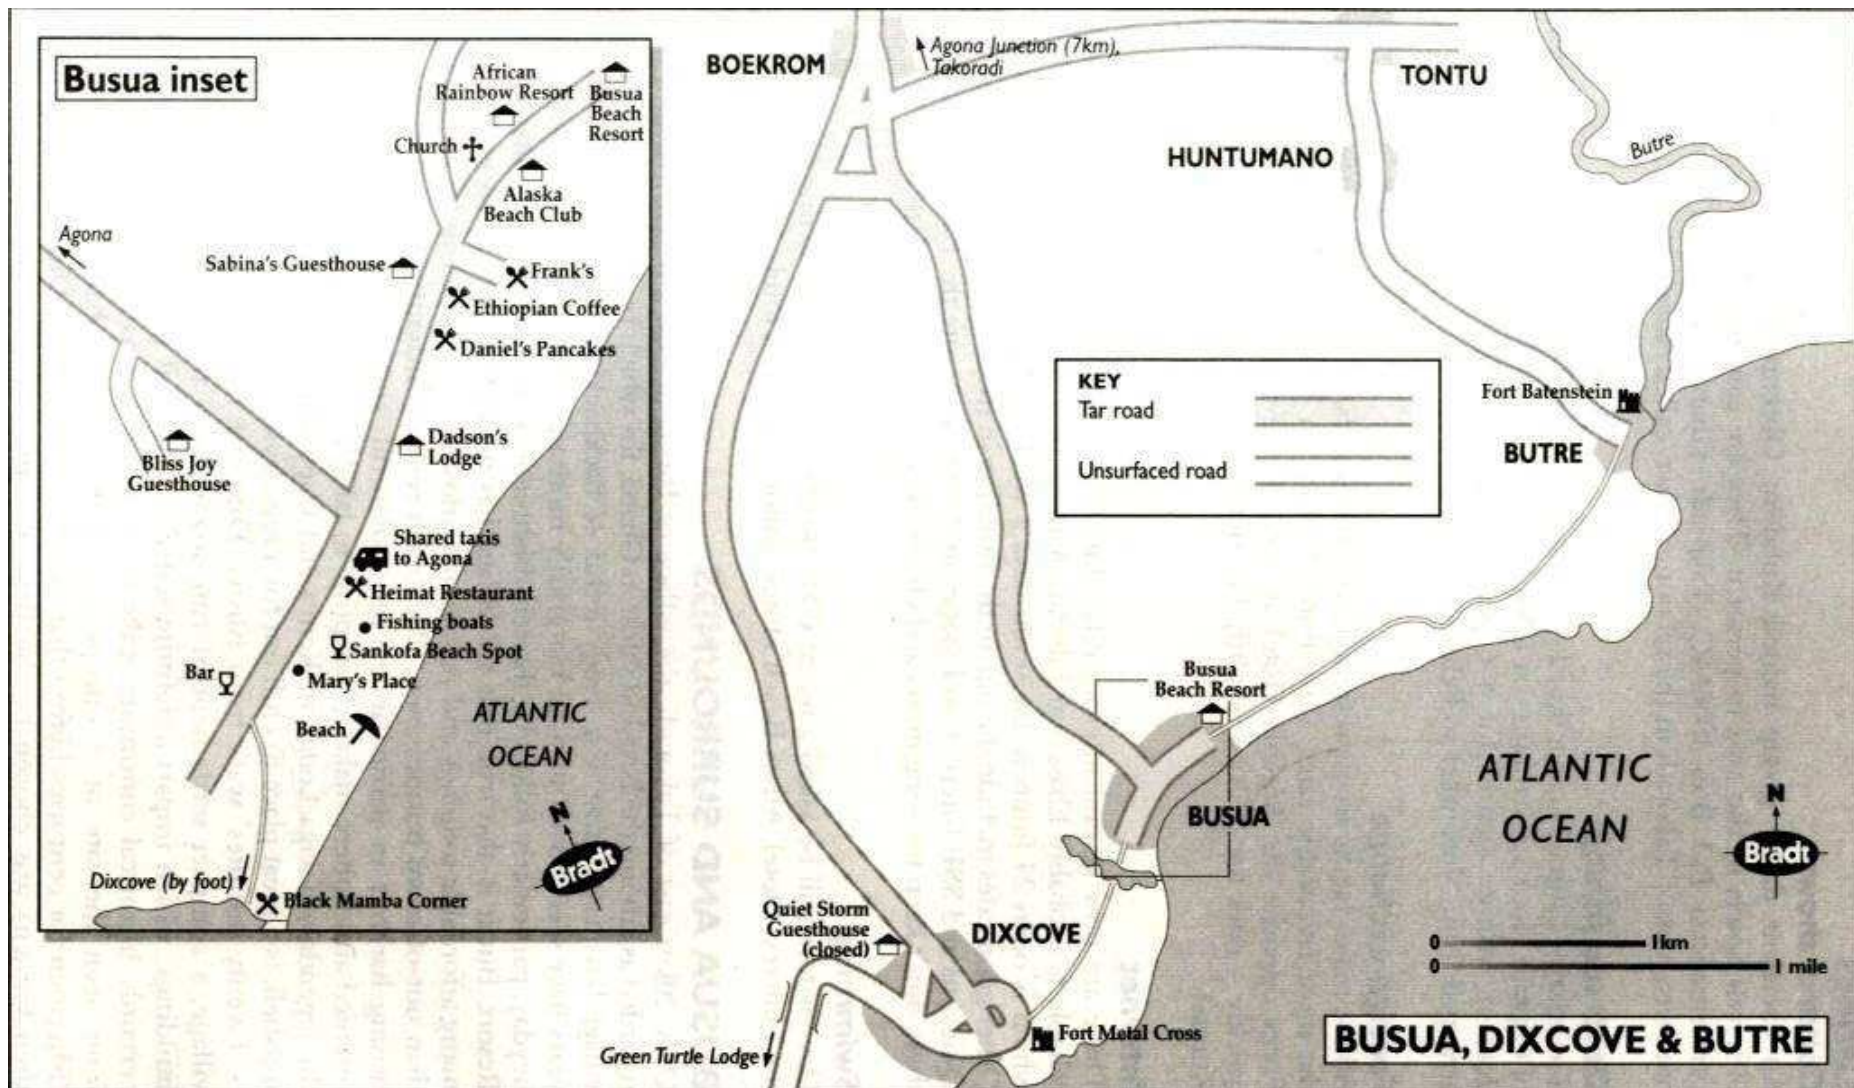 Busua inset
African
Rainbow Resort
Busua
Beach
Resort
Church
Alaska
Beach Club
Agona
Sabina's Guesthouse
Frank's
Ethiopian Coffee
Daniel's Pancakes
Dadson's
Lodge
Bliss Joy
Guesthouse
Shared taxis
to Agona
Heimat Restaurant
Fishing boats
Sankofa Beach Spot
Bar
Mary's Place
Beach
ATLANTIC
OCEAN
N
Bradt
Dixcove (by foot)
Black Mamba Corner
BOEKROM
Agona Junction (7km),
Takoradi
TONTU
HUNTUMANO
Butre
KEY
Tar road
Unsurfaced road
Fort Batenstein
BUTRE
Busua
Beach Resort
BUSUA
ATLANTIC
OCEAN
N
Bradt
Quiet Storm
Guesthouse
(closed)
DIXCOVE
Fort Metal Cross
Green Turtle Lodge
0 1km
0 1 mile
BUSUA, DIXCOVE & BUTRE